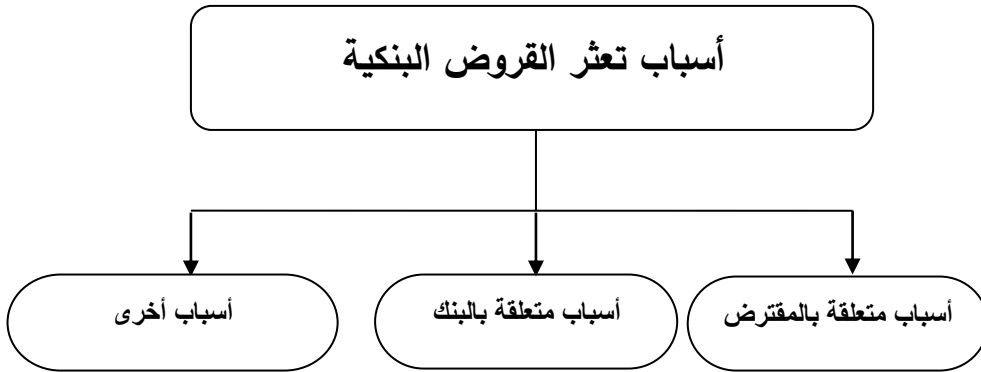 أسباب تعثر القروض البنكية
أسباب متعلقة بالمقترض
أسباب متعلقة بالبنك
أسباب أخرى